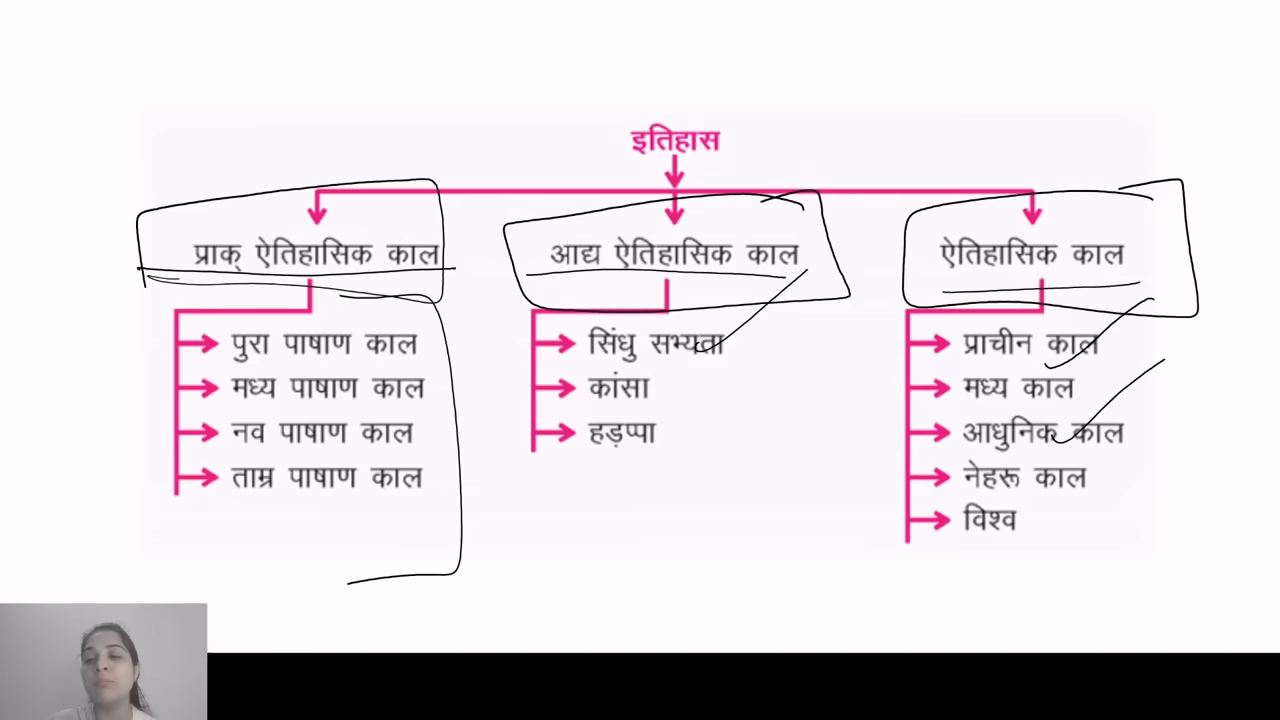 इतिहास
प्राक् ऐतिहासिक काल
पुरा पाषाण काल
मध्य पाषाण काल
नव पाषाण काल
ताम्र पाषाण काल
आद्य ऐतिहासिक काल
सिंधु सभ्यता
कांसा
हड़प्पा
ऐतिहासिक काल
प्राचीन काल
मध्य काल
आधुनिक काल
नेहरू काल
विश्व